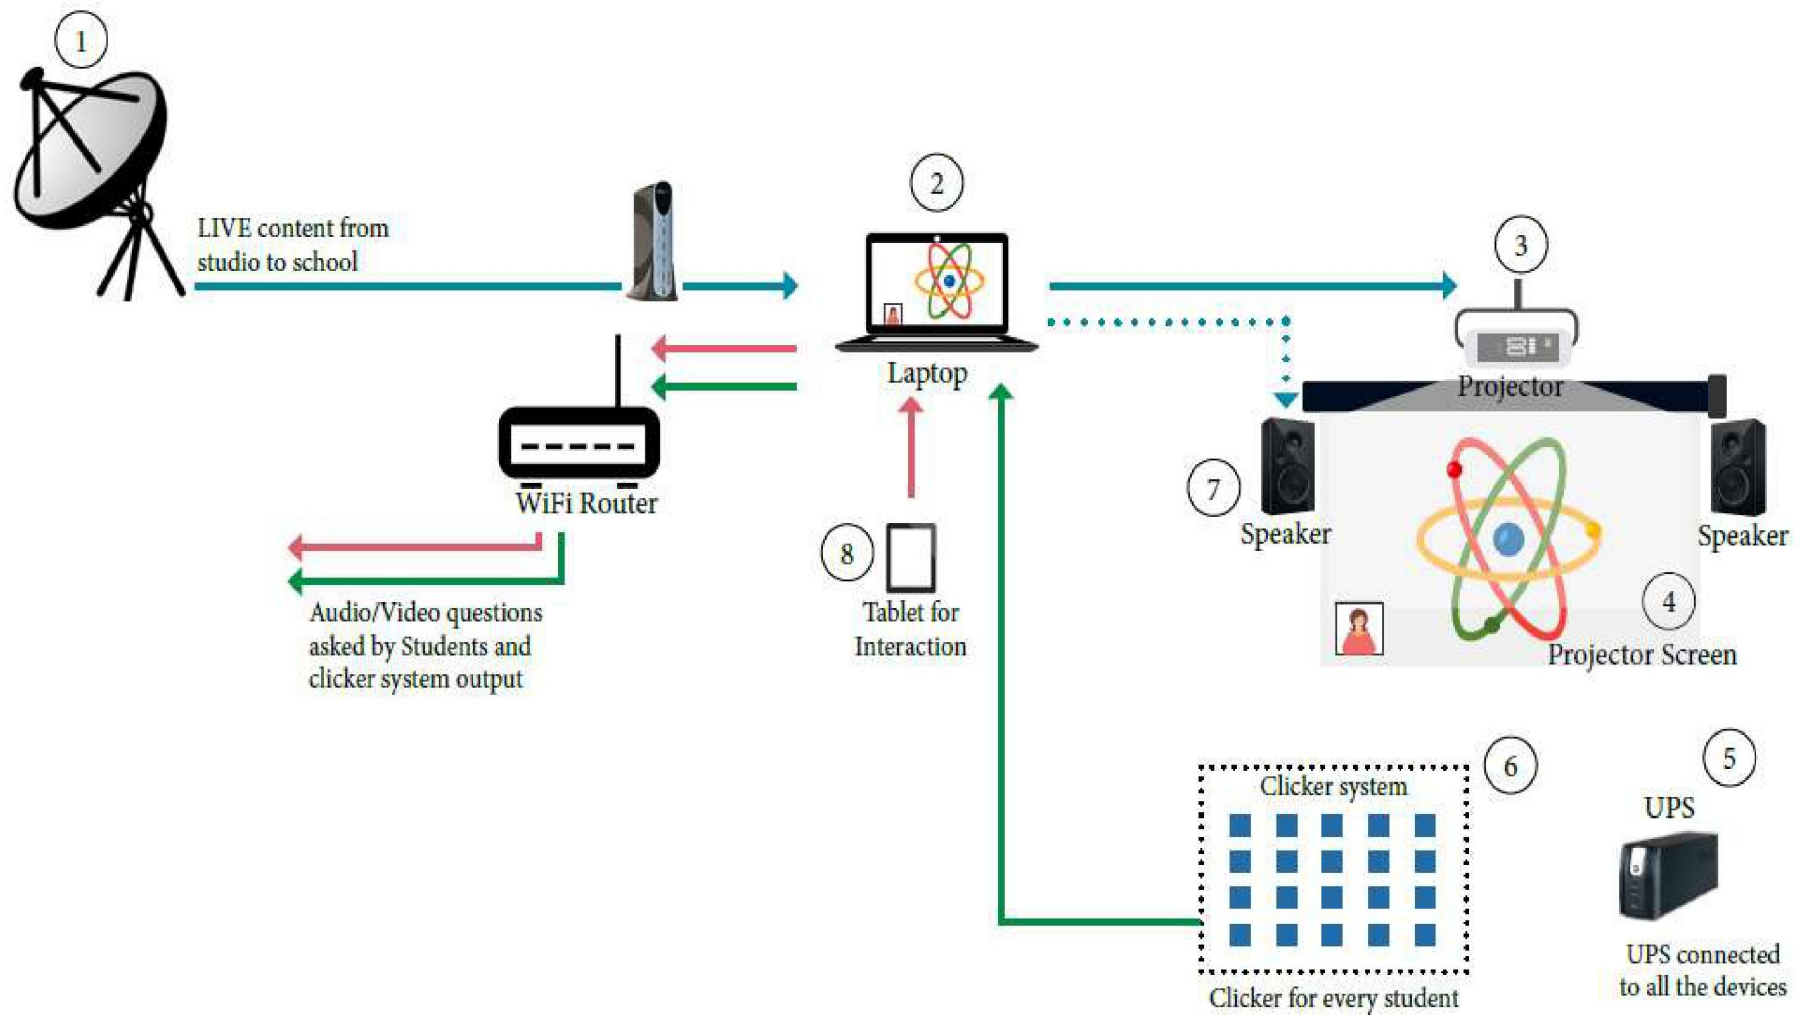 1
LIVE content from
studio to school
2
Laptop
3
Projector
WiFi Router
7
Speaker
Speaker
8
Tablet for
Interaction
4
Projector Screen
Audio/Video questions
asked by Students and
clicker system output
6
Clicker system
Clicker for every student
5
UPS
UPS connected
to all the devices